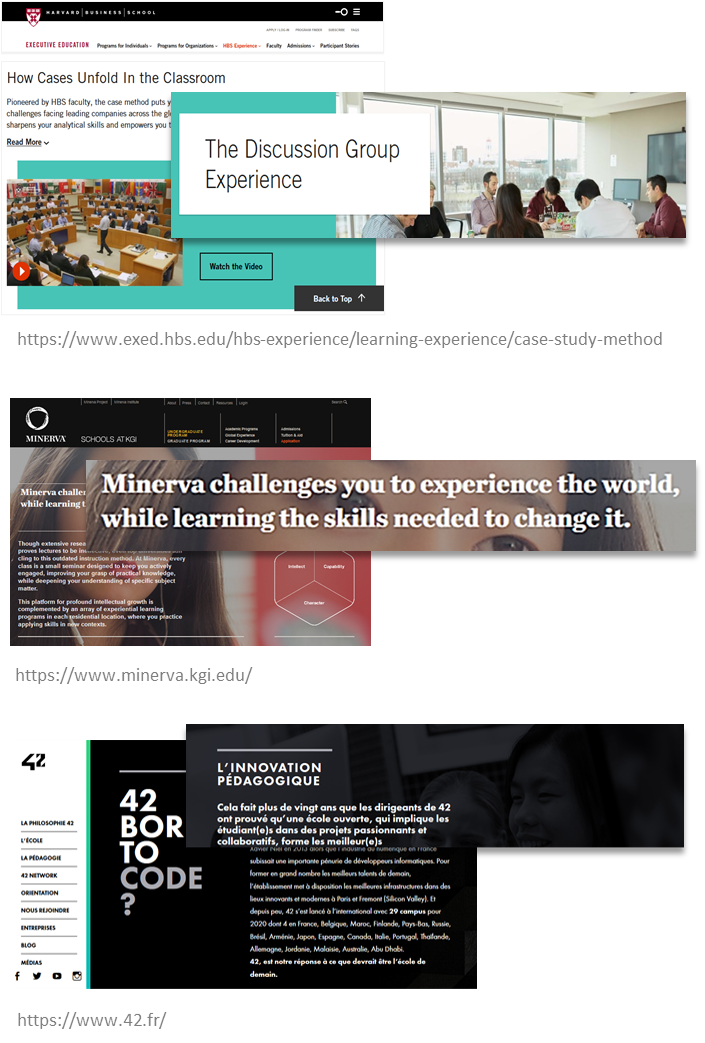 HARVARD BUSINESS SCHOOL
APPLY / LOG IN PROGRAM FINDER SUBSCRIBE FAQS
EXECUTIVE EDUCATION Programs for Individuals Programs for Organizations HBS Experience Faculty Admissions Participant Stories
How Cases Unfold In the Classroom
Pioneered by HBS faculty, the case method puts y
challenges facing leading companies across the gl
sharpens your analytical skills and empowers you t
Read More
The Discussion Group
Experience
Watch the Video
Back to Top
https://www.exed.hbs.edu/hbs-experience/learning-experience/case-study-method
Minerva Project Minerva Institute About Press Contact Resources Login Search
MINERVA SCHOOLS AT KGI
UNDERGRADUATE PROGRAM
GRADUATE PROGRAM
Academic Programs
Global Experience
Career Development
Admissions
Tuition & Aid
Application
Minerva challe
while learning t
Minerva challenges you to experience the world,
while learning the skills needed to change it.
Though extensive resea
proves lectures to be
cling to this outdated instruction method. At Minerva, every
class is a small seminar designed to keep you actively
engaged, improving your grasp of practical knowledge,
while deepening your understanding of specific subject
matter.
This platform for profound intellectual growth is
complemented by an array of experiential learning
programs in each residential location, where you practice
applying skills in new contexts.
Intellect Capability
Character
https://www.minerva.kgi.edu/
42
LA PHILOSOPHIE 42
L'ÉCOLE
LA PÉDAGOGIE
42 NETWORK
ORIENTATION
NOUS REJOINDRE
ENTREPRISES
BLOG
MÉDIAS
42
BOR
TO
CODE
?
L'INNOVATION
PÉDAGOGIQUE
Cela fait plus de vingt ans que les dirigeants de 42
ont prouvé qu'une école ouverte, qui implique les
étudiant(e)s dans des projets passionnants et
collaboratifs, forme les meilleur(e)s
Xavier Niel en 2013 alors que l'industrie du numérique en France
subissait une importante pénurie de développeurs informatiques. Pour
former en grand nombre les meilleurs talents de demain,
l'établissement met à disposition les meilleures infrastructures dans des
lieux innovants et modernes à Paris et Fremont (Silicon Valley). Et
depuis peu, 42 s'est lancé à l'international avec 29 campus pour
2020 dont 4 en France, Belgique, Maroc, Finlande, Pays-Bas, Russie,
Brésil, Arménie, Japon, Espagne, Canada, Italie, Portugal, Thaïlande,
Allemagne, Jordanie, Malaisie, Australie, Abu Dhabi.
42, est notre réponse à ce que devrait être l'école de
demain.
https://www.42.fr/